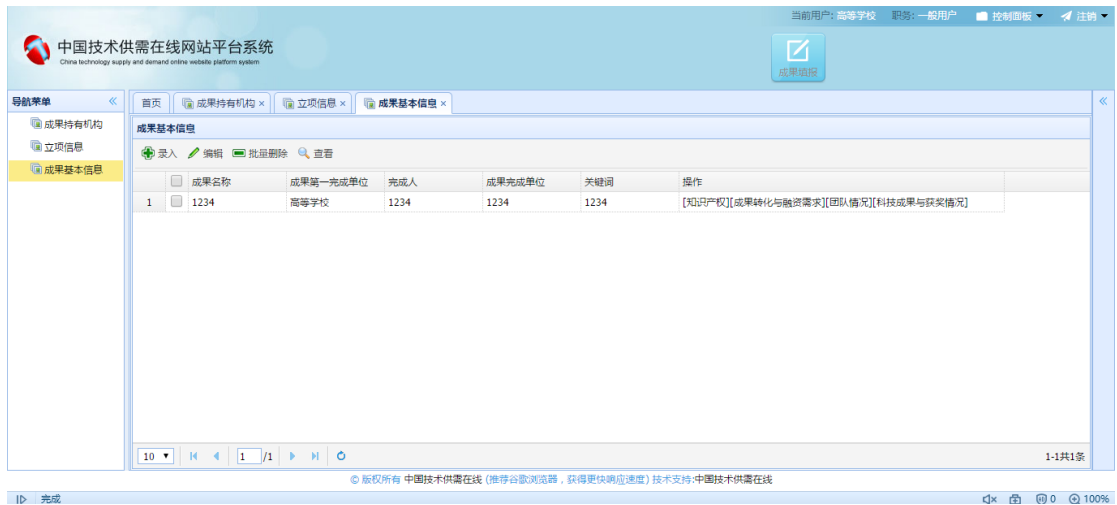 当前用户: 高等学校 职务: 一般用户 控制面板 注销
中国技术供需在线网站平台系统
China technology supply and demand online website platform system
成果填报
导航菜单
成果持有机构
立项信息
成果基本信息
首页 成果持有机构 × 立项信息 × 成果基本信息 ×
成果基本信息
录入 编辑 批量删除 查看
成果名称 成果第一完成单位 完成人 成果完成单位 关键词 操作
1 1234 高等学校 1234 1234 1234 [知识产权][成果转化与融资需求][团队情况][科技成果与获奖情况]
10 1 /1 1-1共1条
© 版权所有 中国技术供需在线 (推荐谷歌浏览器，获得更快响应速度) 技术支持:中国技术供需在线
完成 0 100%